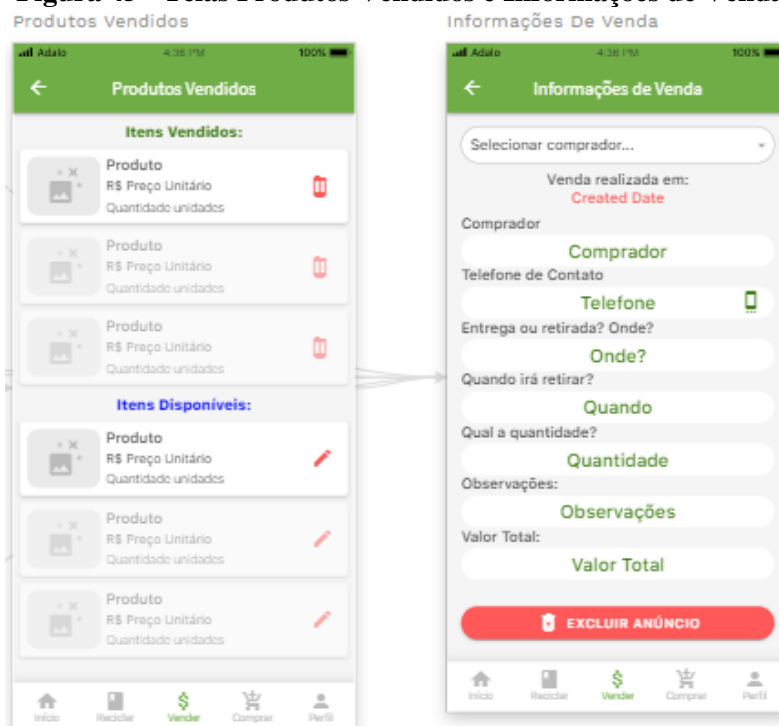 Produtos Vendidos
Adalo 4:36 PM 100%
Produtos Vendidos
Itens Vendidos:
Produto
R$ Preço Unitário
Quantidade unidades
Produto
R$ Preço Unitário
Quantidade unidades
Produto
R$ Preço Unitário
Quantidade unidades
Itens Disponíveis:
Produto
R$ Preço Unitário
Quantidade unidades
Produto
R$ Preço Unitário
Quantidade unidades
Produto
R$ Preço Unitário
Quantidade unidades
Início Reciclar Vender Comprar Perfil
Informações De Venda
Adalo 4:36 PM 100%
Informações de Venda
Selecionar comprador...
Venda realizada em:
Created Date
Comprador
Comprador
Telefone de Contato
Telefone
Entrega ou retirada? Onde?
Onde?
Quando irá retirar?
Quando
Qual a quantidade?
Quantidade
Observações:
Observações
Valor Total:
Valor Total
EXCLUIR ANÚNCIO
Início Reciclar Vender Comprar Perfil